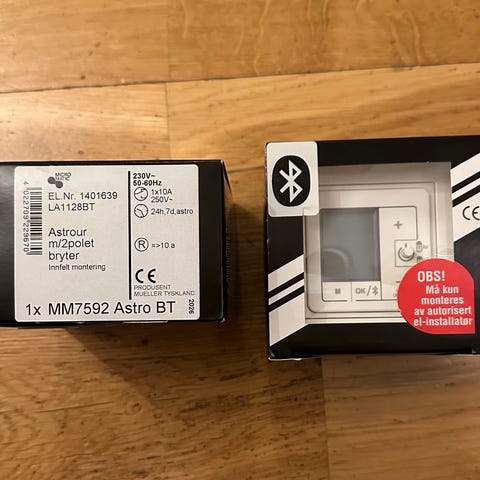 MICRO
MATIC
EL.Nr. 1401639
LA1128BT
Astrour
m/2polet
bryter
Innfelt montering
230V~
50-60Hz
1x10A
250V~
24h,7d,astro
R =>10 a
CE
PRODUSENT
MUELLER TYSKLAND
1x MM7592 Astro BT
2026
4022709229670
+
M
OK/
OBS!
Må kun
monteres
av autorisert
el-installatør
CE